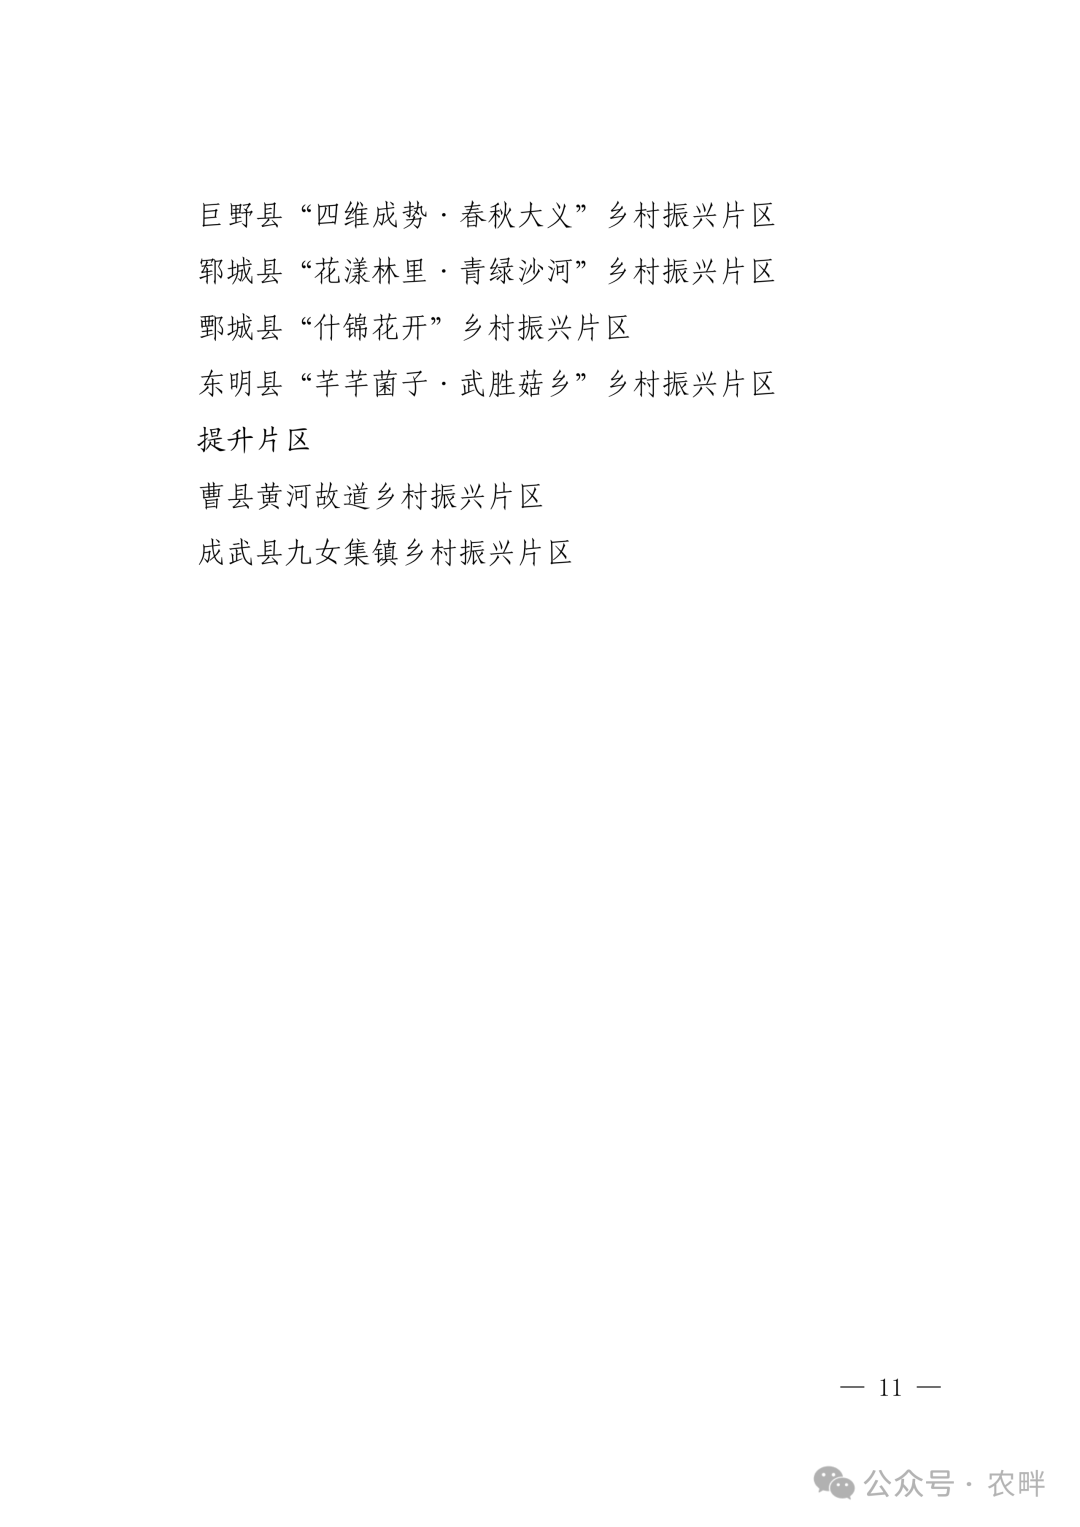 巨野县“四维成势·春秋大义”乡村振兴片区
郓城县“花漾林里·青绿沙河”乡村振兴片区
鄄城县“什锦花开”乡村振兴片区
东明县“芊芊菌子·武胜菇乡”乡村振兴片区
提升片区
曹县黄河故道乡村振兴片区
成武县九女集镇乡村振兴片区
— 11 —
公众号·农畔